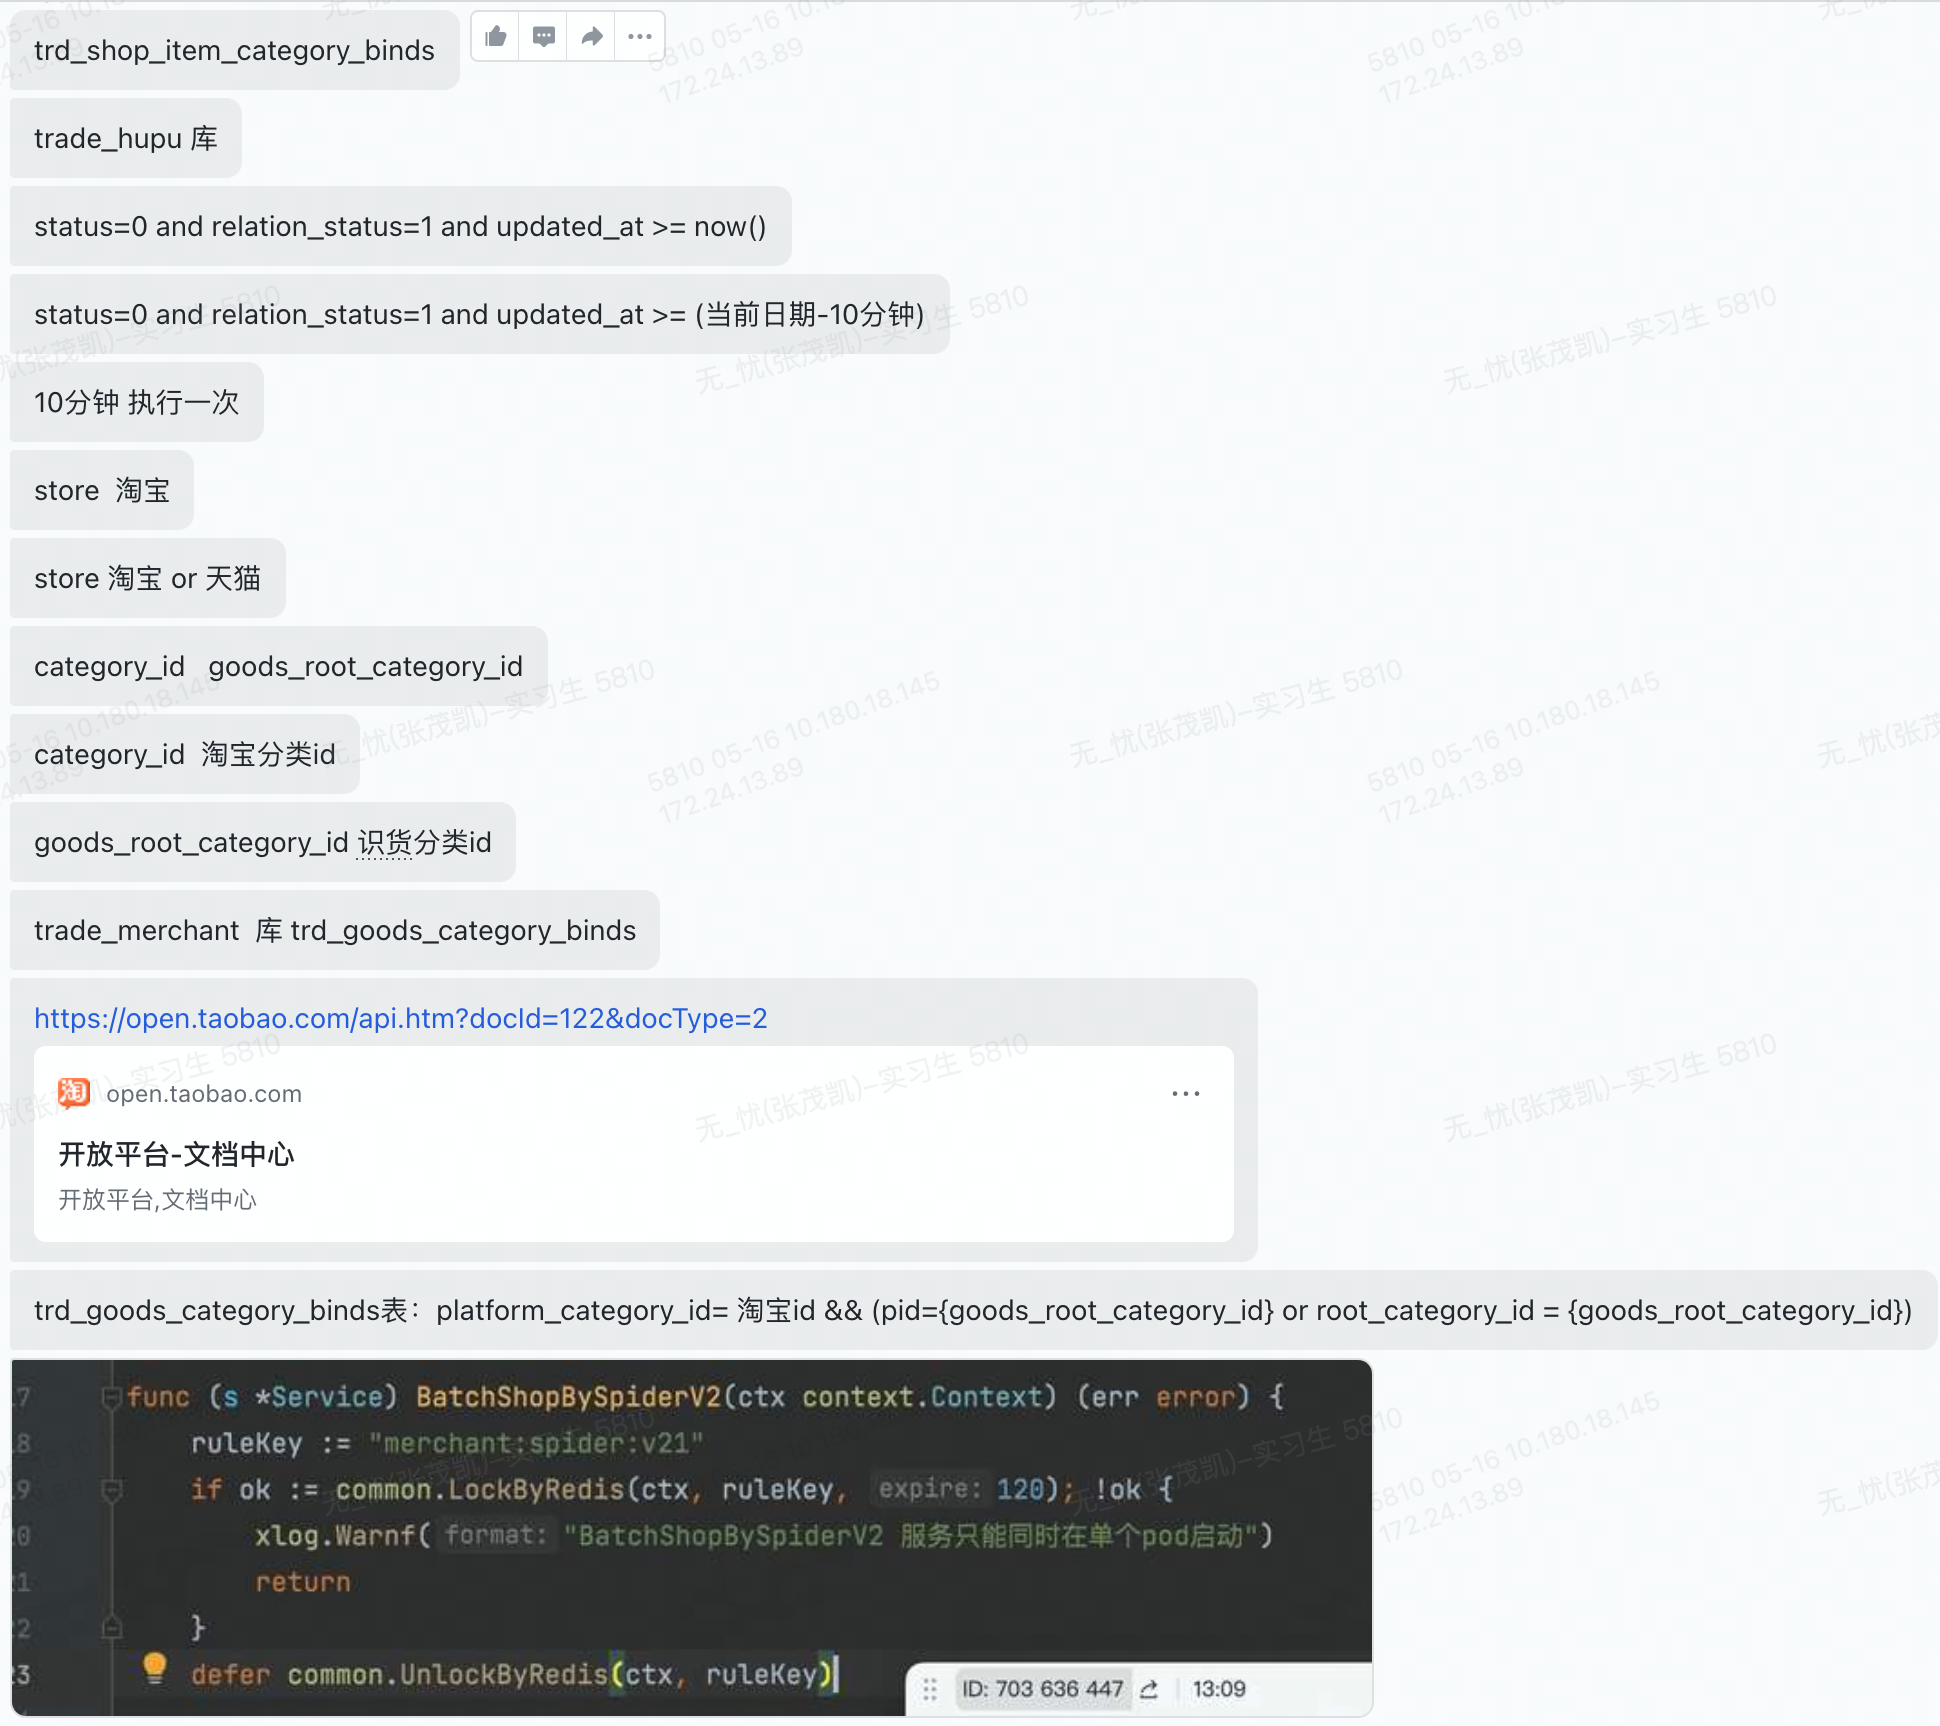 trd_shop_item_category_binds
trade_hupu 库
status=0 and relation_status=1 and updated_at >= now()
status=0 and relation_status=1 and updated_at >= (当前日期-10分钟)
10分钟 执行一次
store 淘宝
store 淘宝 or 天猫
category_id goods_root_category_id
category_id 淘宝分类id
goods_root_category_id 识货分类id
trade_merchant 库 trd_goods_category_binds
https://open.taobao.com/api.htm?docId=122&docType=2
淘 open.taobao.com
开放平台-文档中心
开放平台,文档中心
trd_goods_category_binds表：platform_category_id= 淘宝id && (pid={goods_root_category_id} or root_category_id = {goods_root_category_id})
7 func (s *Service) BatchShopBySpiderV2(ctx context.Context) (err error) {
8 ruleKey := "merchant:spider:v21"
9 if ok := common.LockByRedis(ctx, ruleKey, expire: 120); !ok {
0 xlog.Warnf( format: "BatchShopBySpiderV2 服务只能同时在单个pod启动")
1 return
2 }
3 defer common.UnlockByRedis(ctx, ruleKey)
ID: 703 636 447 13:09
无_忧(张茂凯)-实习生 5810
5810 05-16 10.180.18.145
172.24.13.89